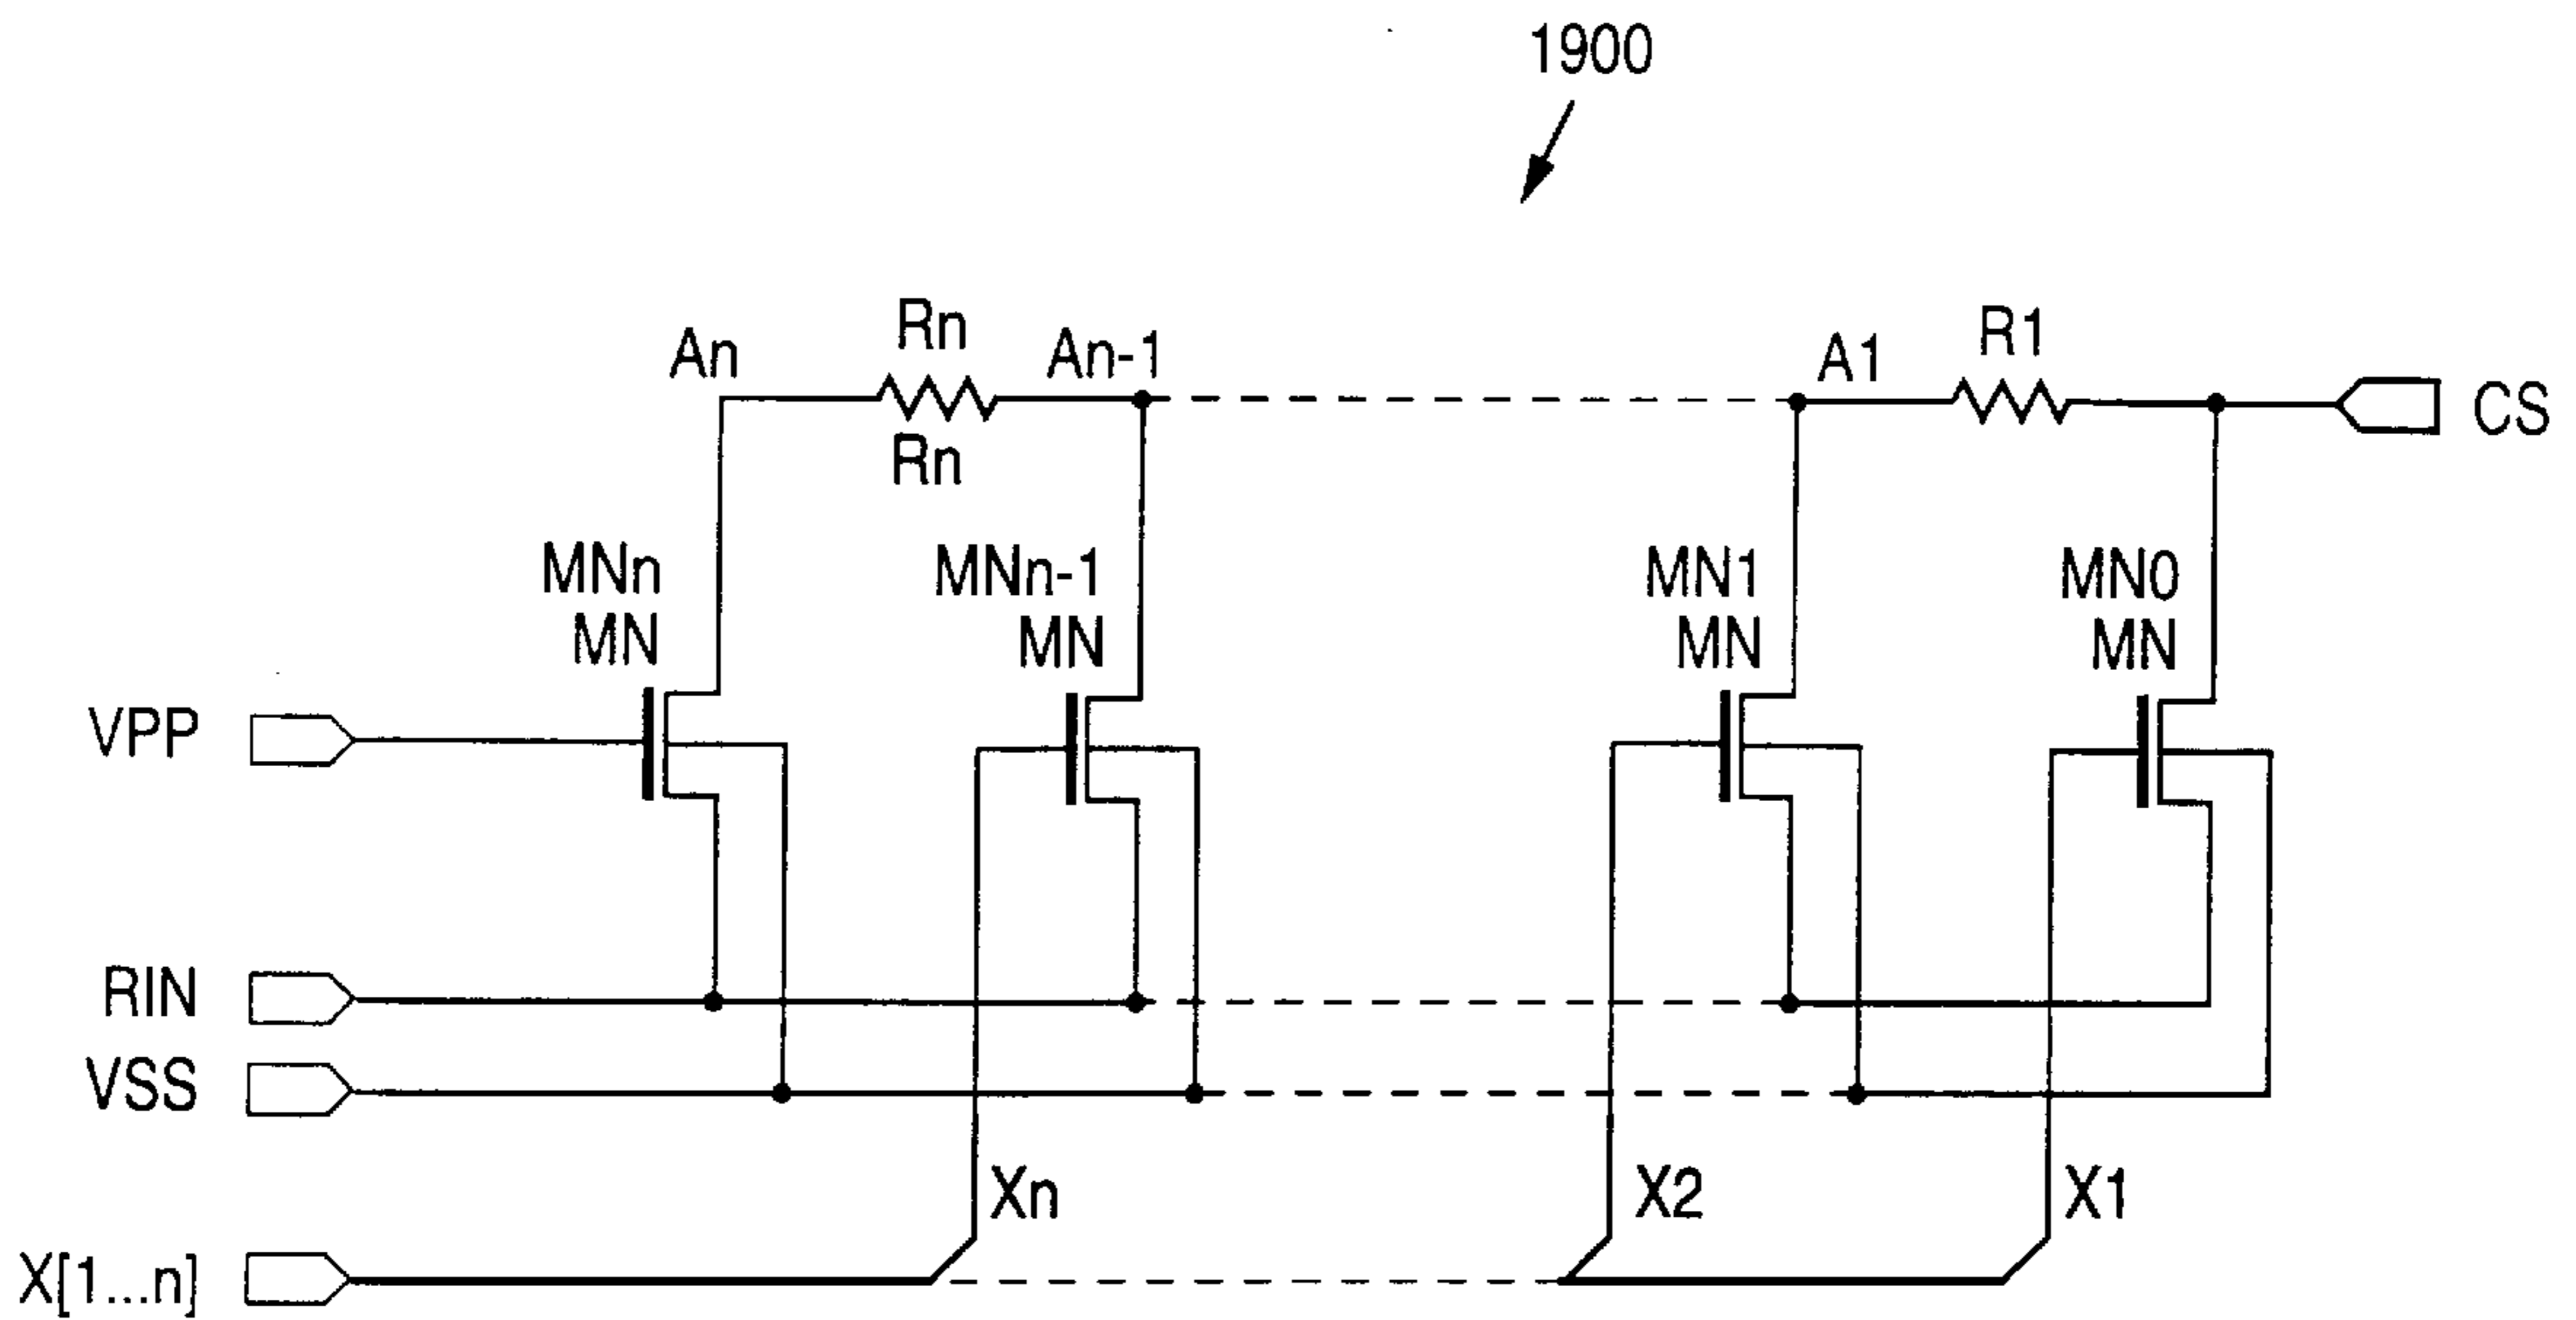 1900
Rn
An
An-1
Rn
A1
R1
CS
MNn
MN
MNn-1
MN
MN1
MN
MN0
MN
VPP
RIN
VSS
Xn
X2
X1
X[1...n]